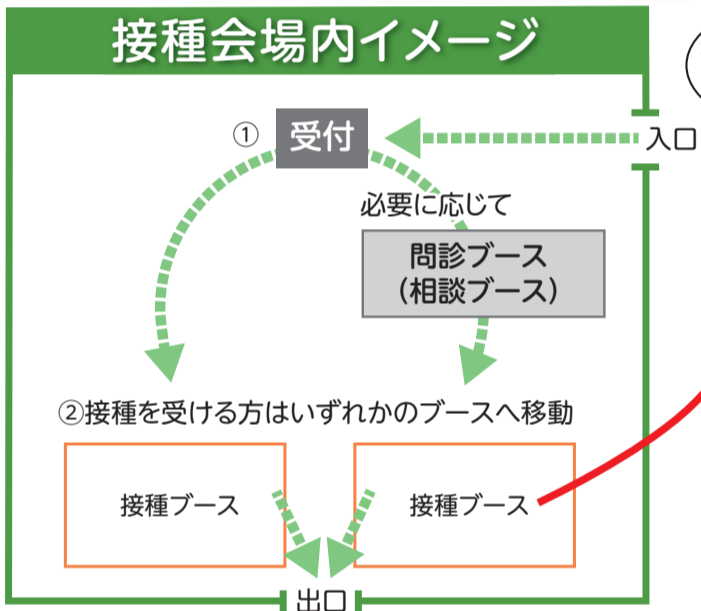 接種会場内イメージ
① 受付
入口
必要に応じて
問診ブース
（相談ブース）
②接種を受ける方はいずれかのブースへ移動
接種ブース
接種ブース
出口